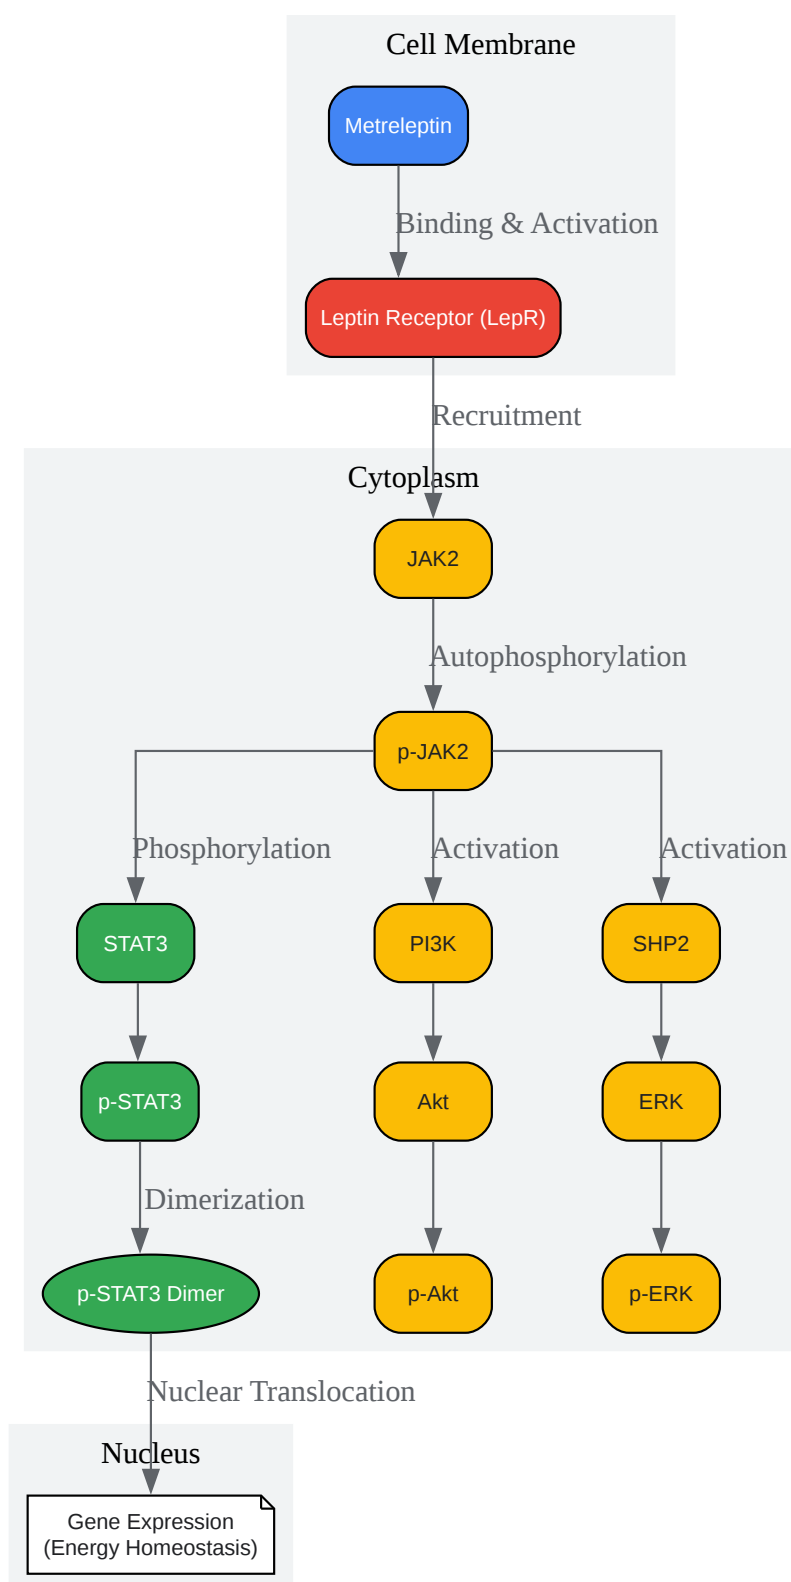 Cell Membrane
Metreleptin
Binding & Activation
Leptin Receptor (LepR)
Recruitment
Cytoplasm
JAK2
Autophosphorylation
p-JAK2
Phosphorylation
Activation
Activation
STAT3
PI3K
SHP2
p-STAT3
Akt
ERK
Dimerization
p-STAT3 Dimer
p-Akt
p-ERK
Nuclear Translocation
Nucleus
Gene Expression
(Energy Homeostasis)